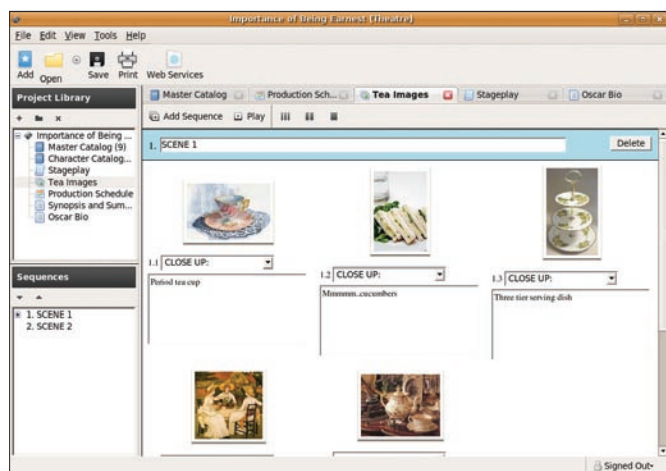 Importance of Being Earnest (Theatre)
File Edit View Tools Help
Add Open Save Print Web Services
Project Library
Importance of Being ...
Master Catalog (9)
Character Catalog...
Stageplay
Tea Images
Production Schedule
Synopsis and Sum...
Oscar Bio
Sequences
1. SCENE 1
2. SCENE 2
Master Catalog Production Sch... Tea Images Stageplay Oscar Bio
Add Sequence Play
1. SCENE 1 Delete
1.1 CLOSE UP:
Period tea cup
1.2 CLOSE UP:
Mmmmm..cucumbers
1.3 CLOSE UP:
Three tier serving dish
Signed Out